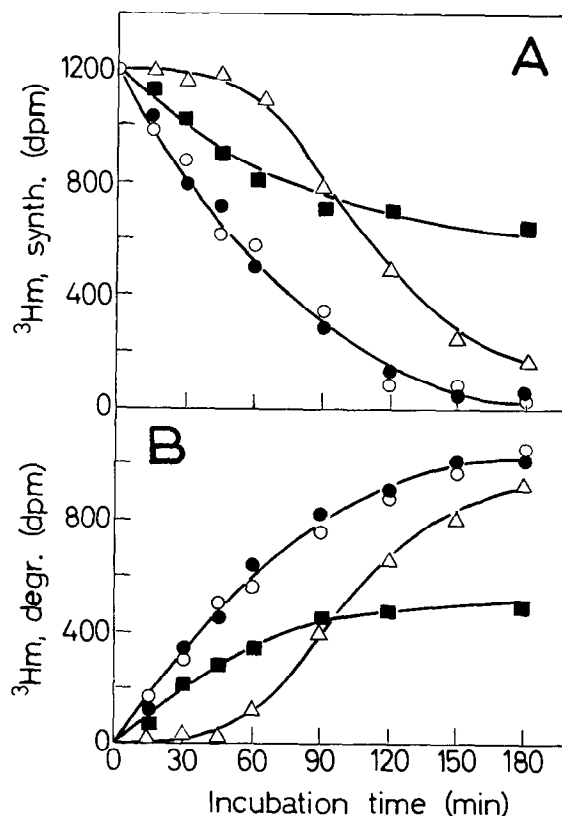 A
1200
800
400
0
³Hm, synth. (dpm)
B
800
400
0
³Hm, degr. (dpm)
0 30 60 90 120 150 180
Incubation time (min)